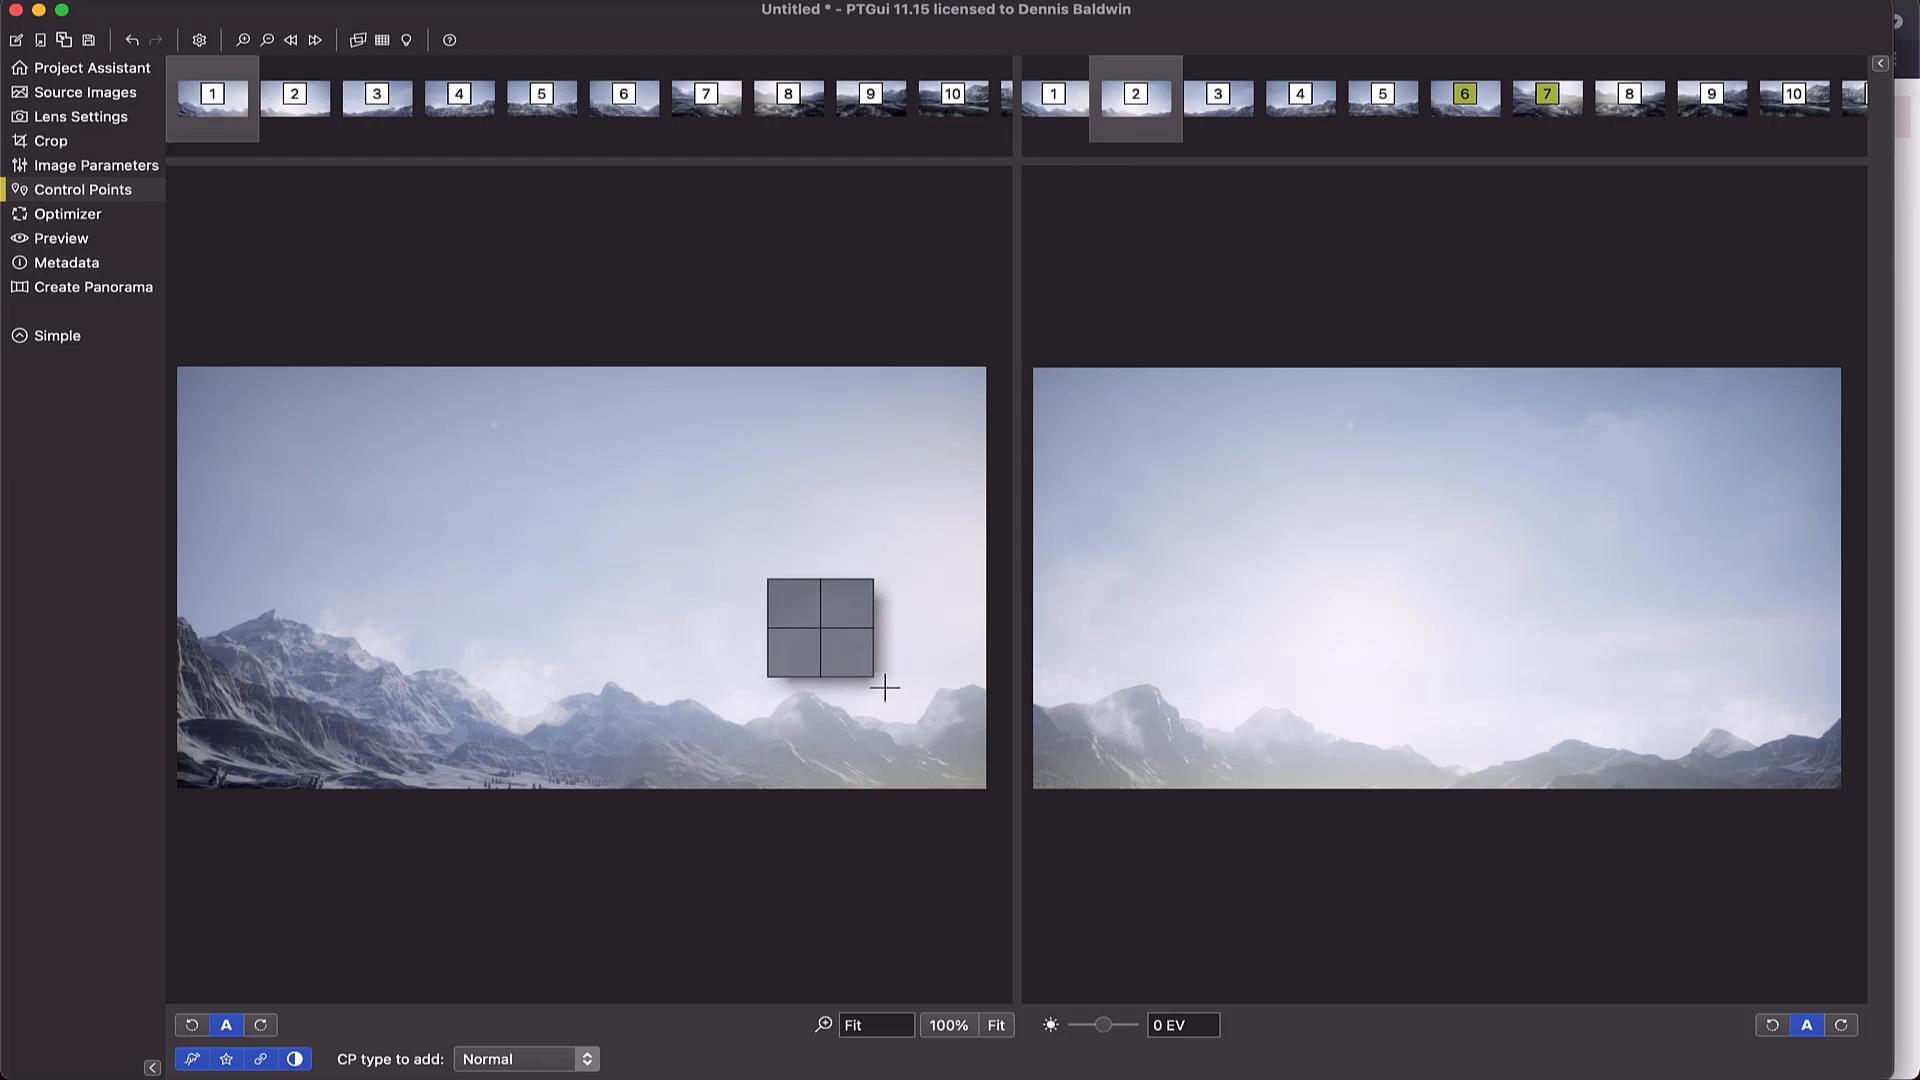 Untitled * - PTGui 11.15 licensed to Dennis Baldwin
Project Assistant
Source Images
Lens Settings
Crop
Image Parameters
Control Points
Optimizer
Preview
Metadata
Create Panorama
Simple
1 2 3 4 5 6 7 8 9 10
1 2 3 4 5 6 7 8 9 10
A
Fit
100%
Fit
0 EV
A
CP type to add:
Normal